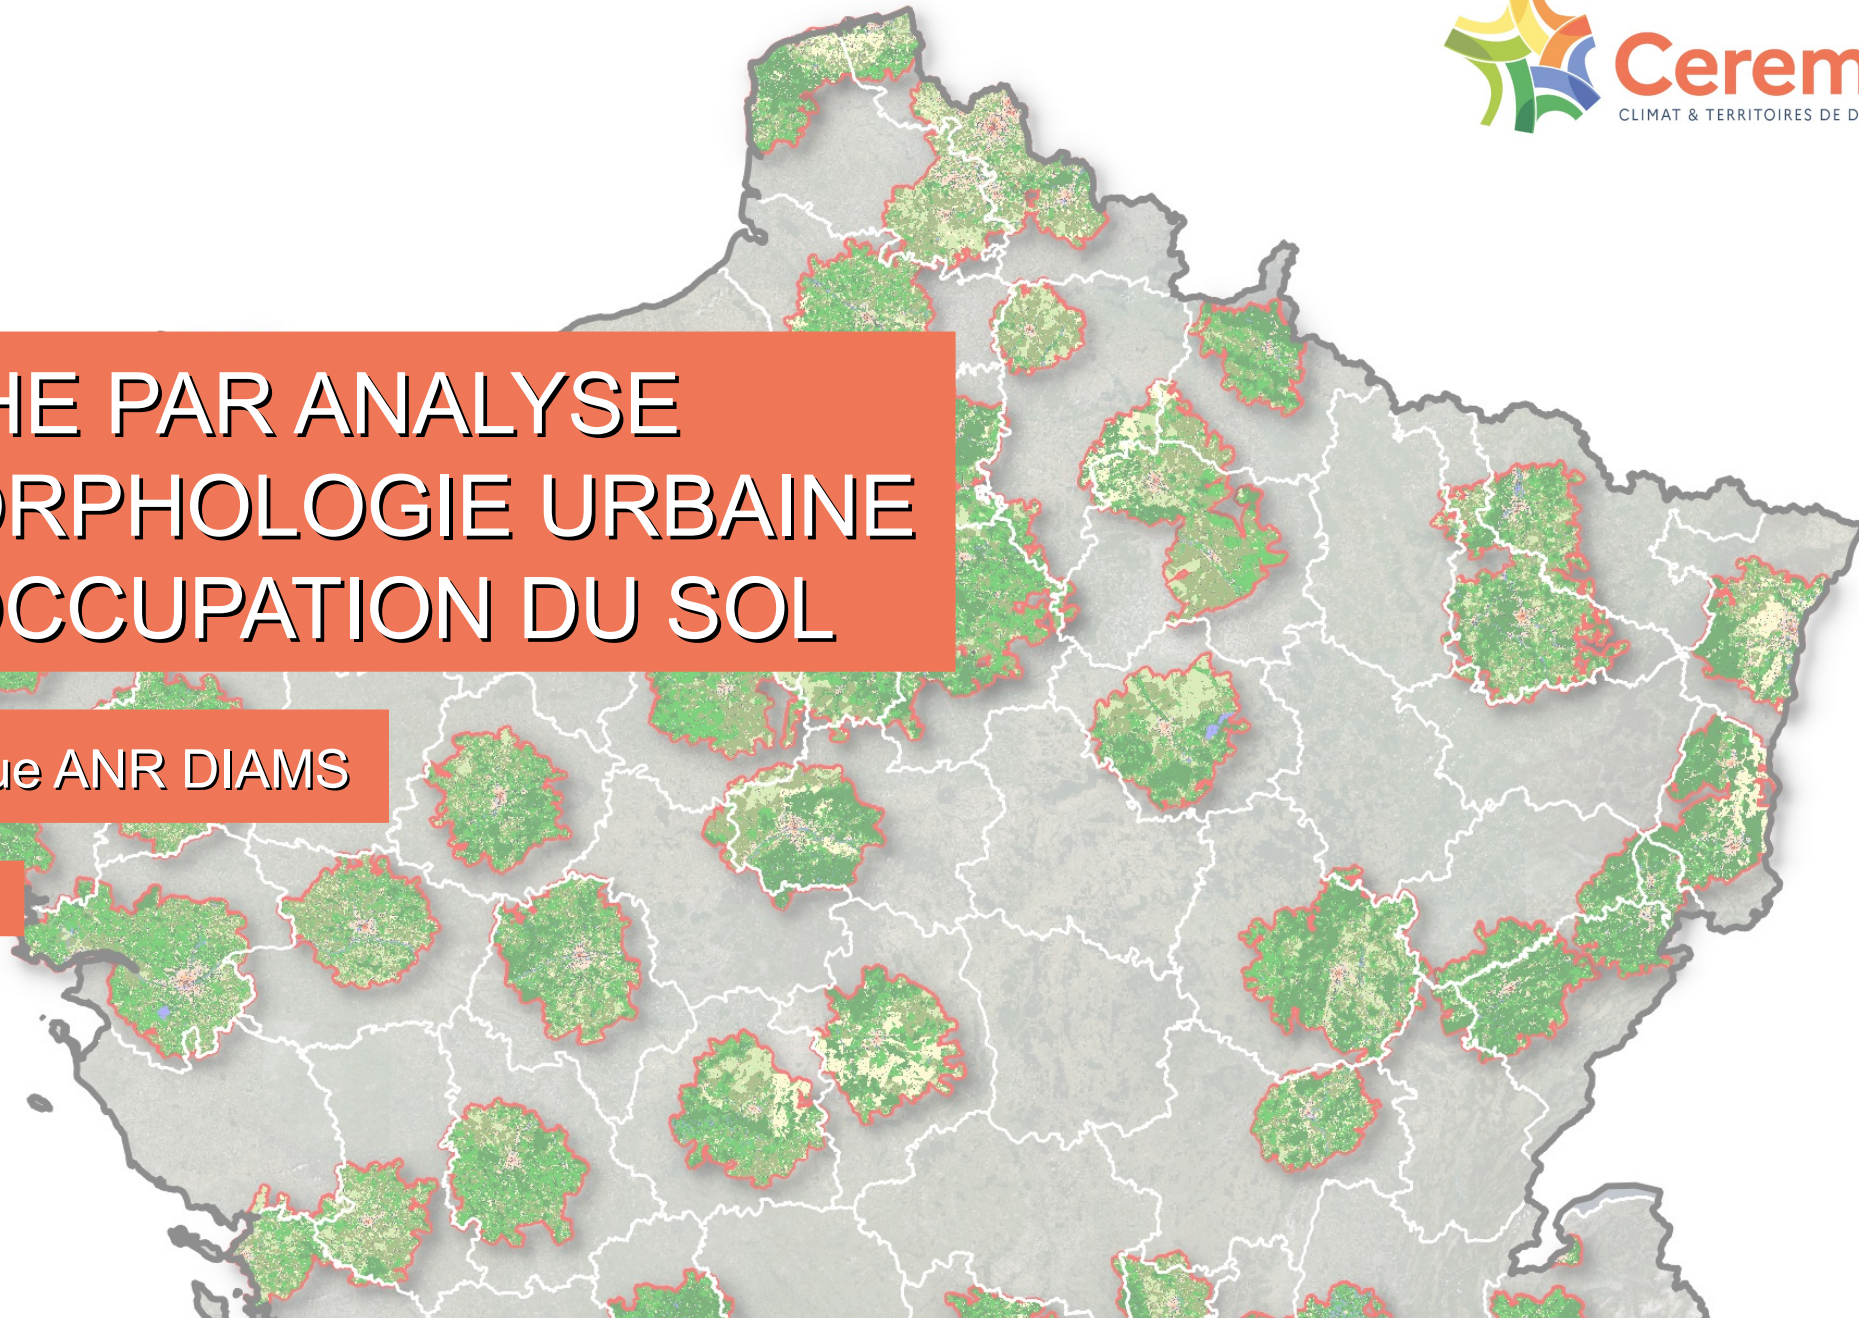 Cerem
CLIMAT & TERRITOIRES DE D
HE PAR ANALYSE
ORPHOLOGIE URBAINE
OCCUPATION DU SOL
ue ANR DIAMS